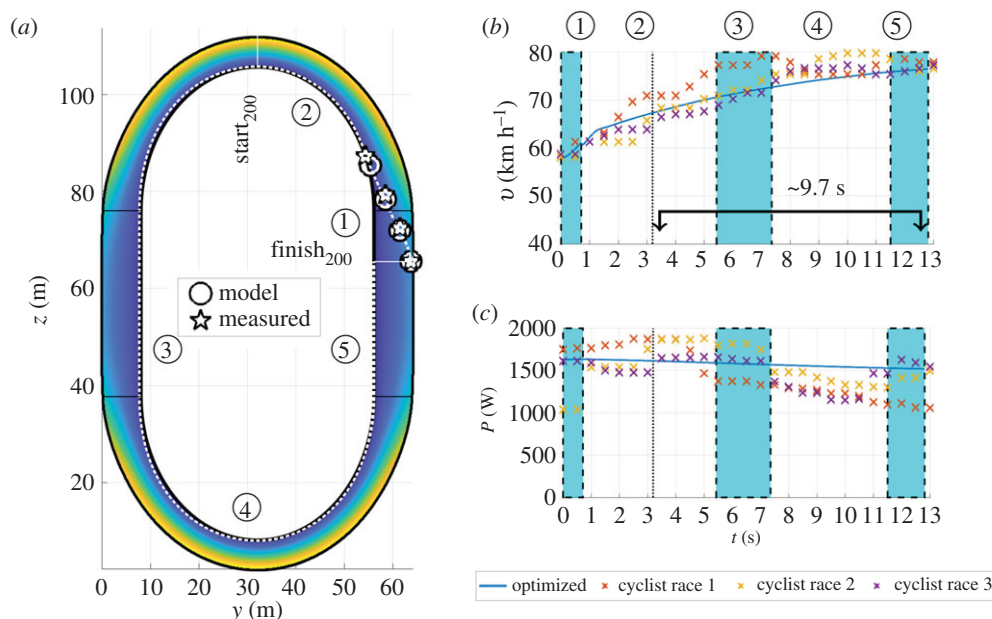 (a)
100
80
60
40
20
z (m)
0 10 20 30 40 50 60
y (m)
start200
finish200
②
①
③
⑤
④
model
measured
(b)
① ② ③ ④ ⑤
80
70
60
50
40
υ (km h−1)
~9.7 s
0 1 2 3 4 5 6 7 8 9 10 11 12 13
(c)
2000
1500
1000
500
0
P (W)
0 1 2 3 4 5 6 7 8 9 10 11 12 13
t (s)
optimized cyclist race 1 cyclist race 2 cyclist race 3